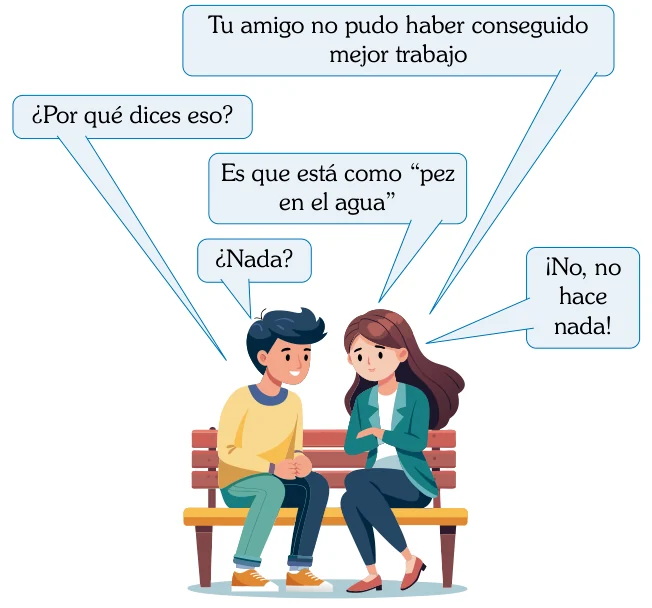 Tu amigo no pudo haber conseguido
mejor trabajo
¿Por qué dices eso?
Es que está como “pez
en el agua”
¿Nada?
¡No, no
hace
nada!